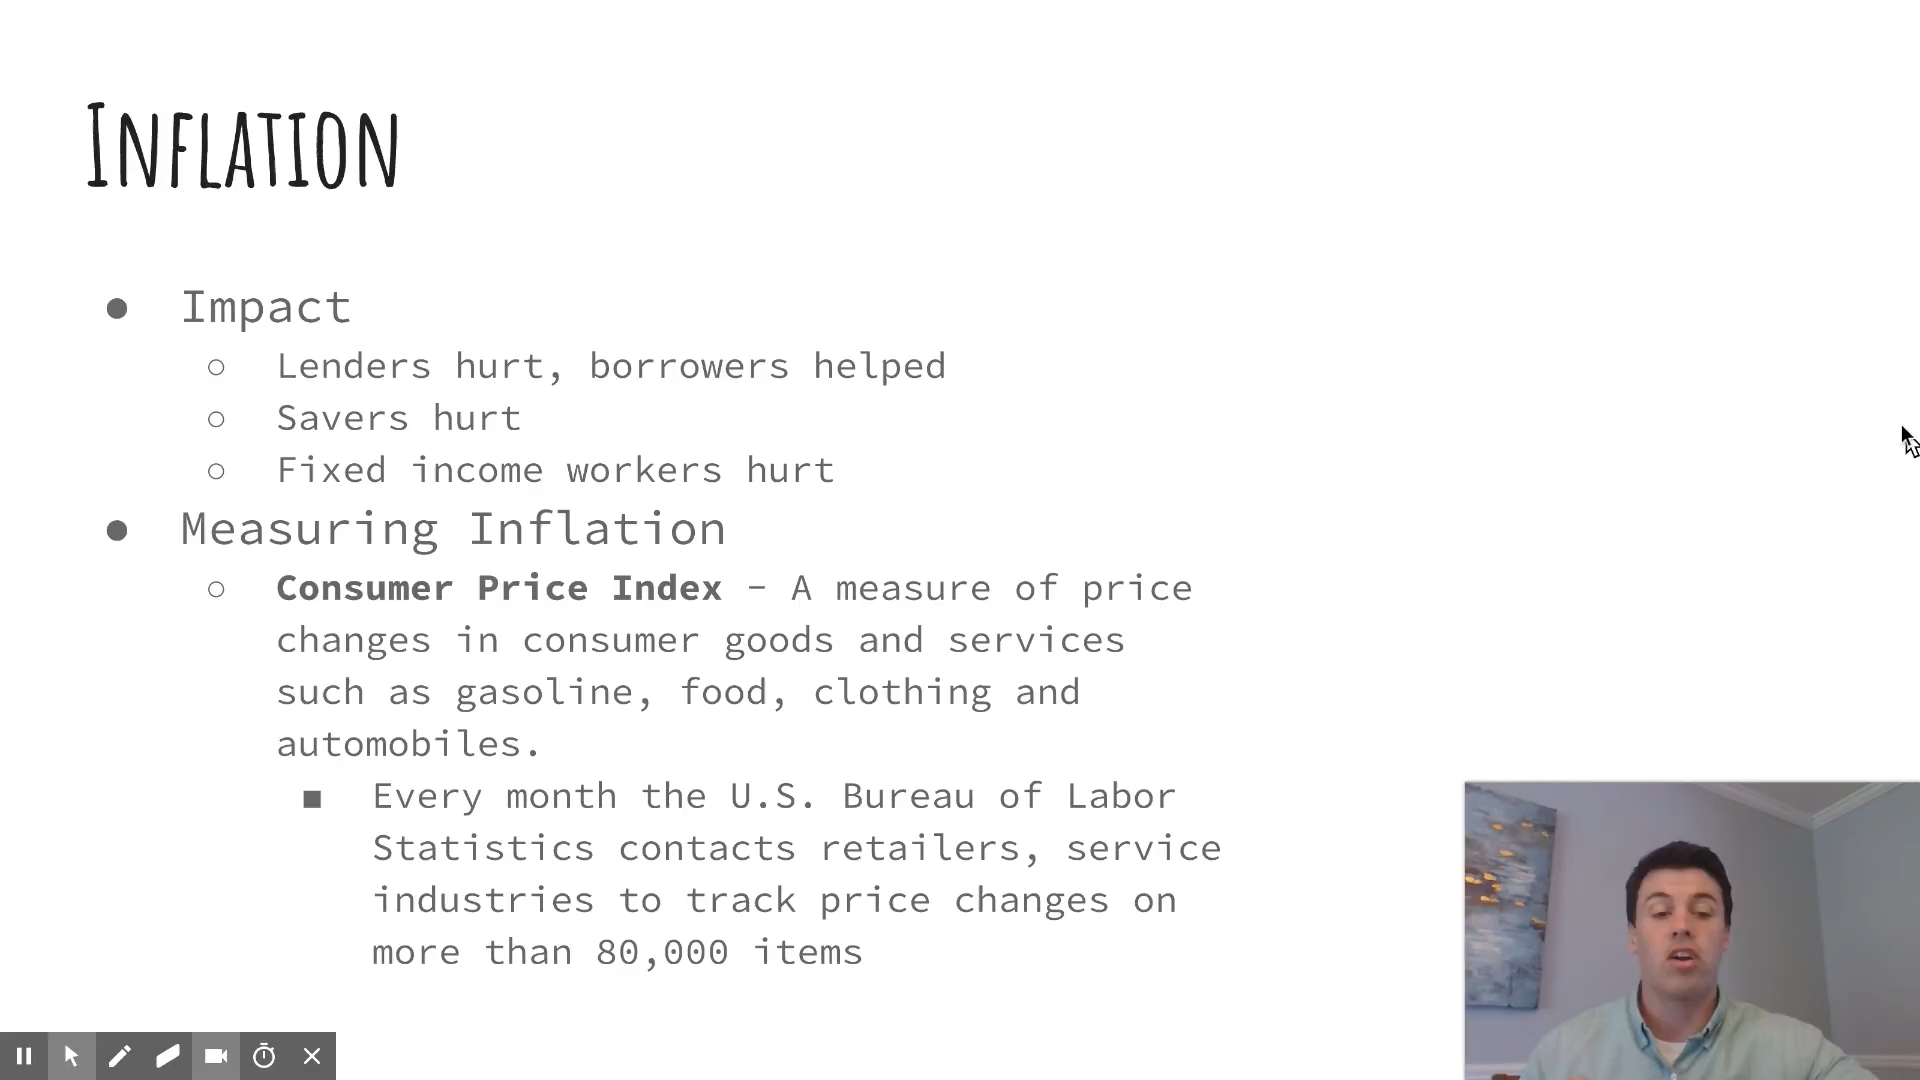 Inflation
● Impact
○ Lenders hurt, borrowers helped
○ Savers hurt
○ Fixed income workers hurt
● Measuring Inflation
○ Consumer Price Index – A measure of price
changes in consumer goods and services
such as gasoline, food, clothing and
automobiles.
■ Every month the U.S. Bureau of Labor
Statistics contacts retailers, service
industries to track price changes on
more than 80,000 items